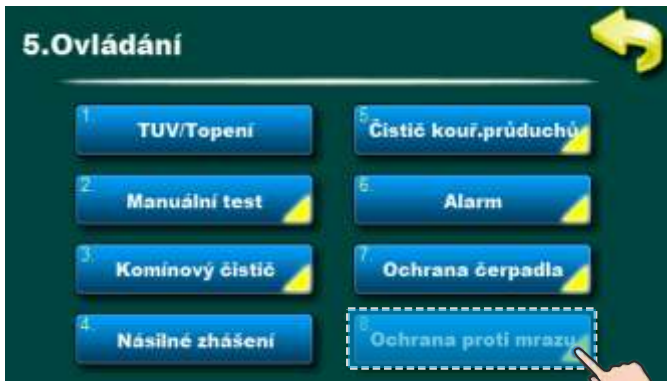 5.Ovládání
1. TUV/Topení
2. Manuální test
3. Komínový čistič
4. Násilné zhášení
5. Čistič kouř.průduchů
6. Alarm
7. Ochrana čerpadla
8. Ochrana proti mrazu